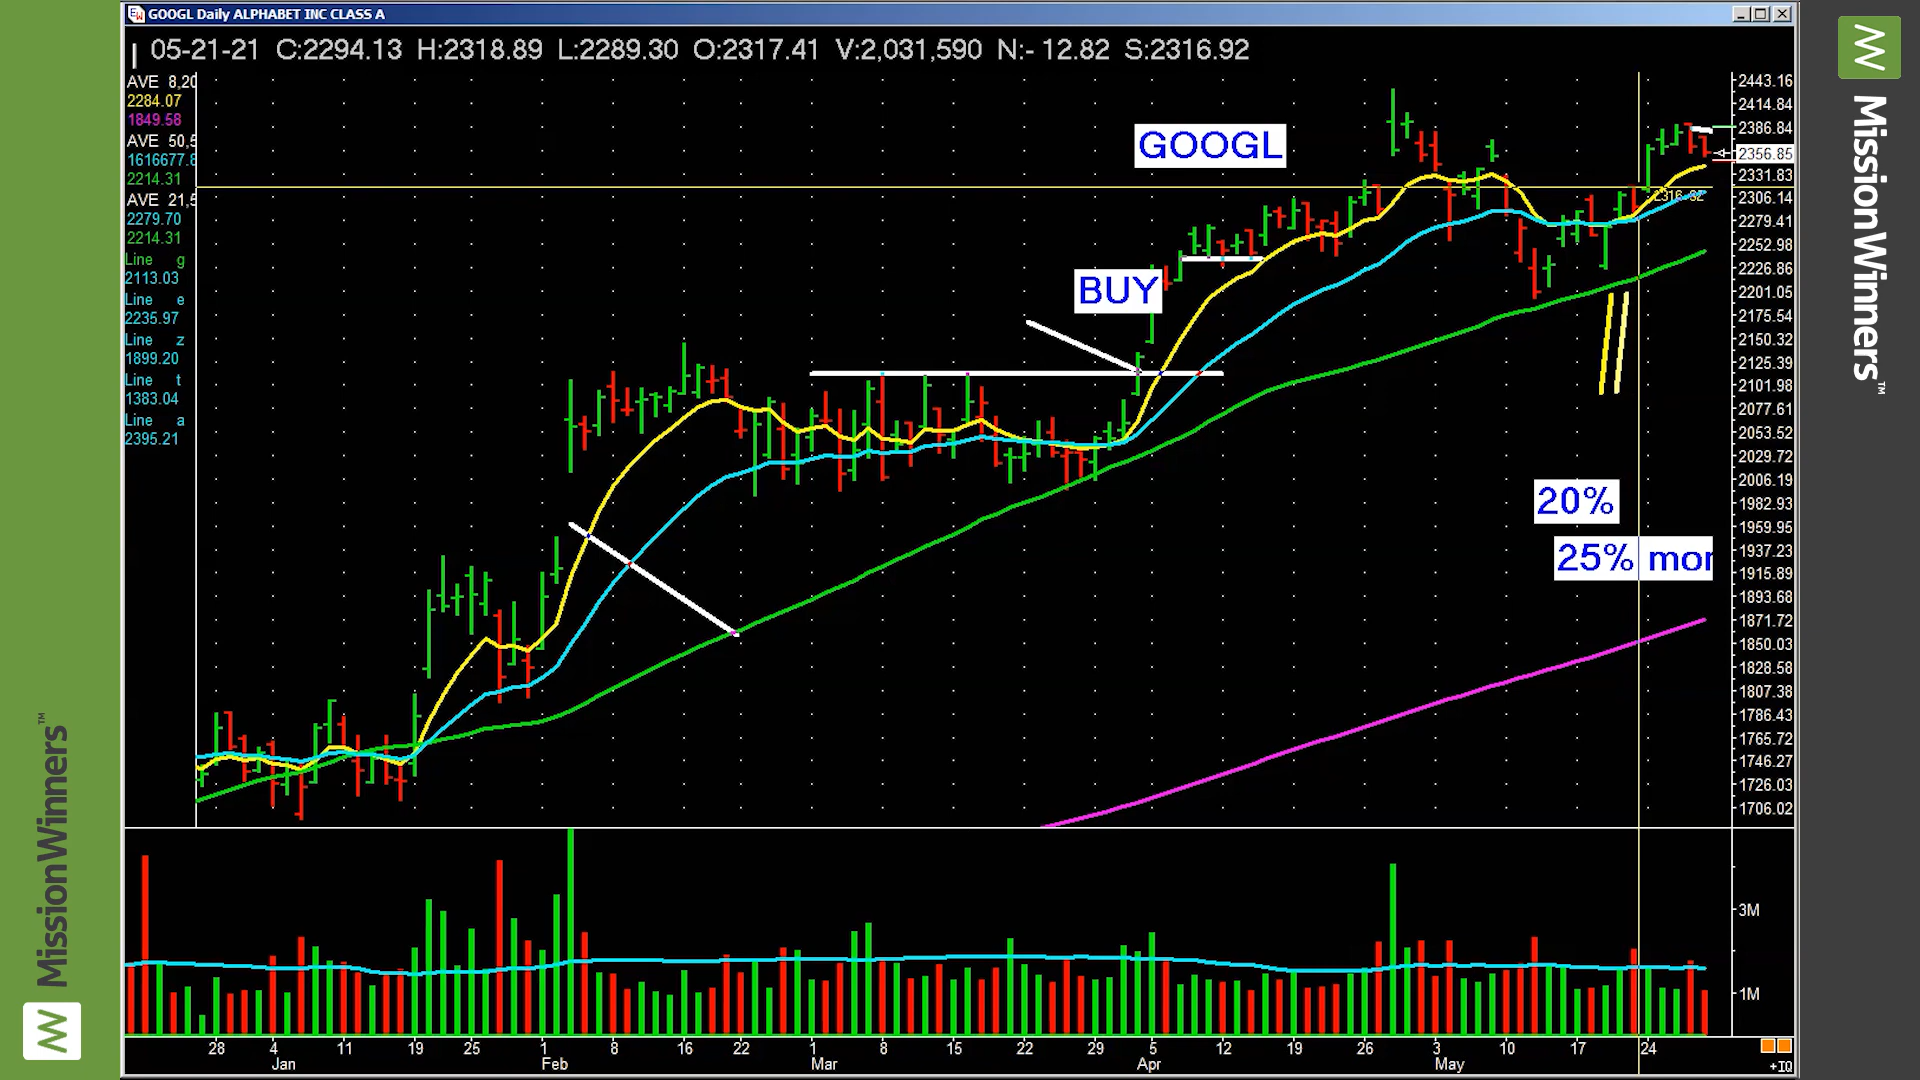 GOOGL Daily ALPHABET INC CLASS A
05-21-21 C:2294.13 H:2318.89 L:2289.30 O:2317.41 V:2,031,590 N:- 12.82 S:2316.92
AVE 8,20
2284.07
1849.58
AVE 50,5
1616677.8
2214.31
AVE 21,5
2279.70
2214.31
Line g
2113.03
Line e
2235.97
Line z
1899.20
Line t
1383.04
Line a
2395.21
GOOGL
BUY
20%
25% mor
2443.16
2414.84
2386.84
2356.85
2331.83
2306.14
2279.41
2252.98
2226.86
2201.05
2175.54
2150.32
2125.39
2101.98
2077.61
2053.52
2029.72
2006.19
1982.93
1959.95
1937.23
1915.89
1893.68
1871.72
1850.03
1828.58
1807.38
1786.43
1765.72
1746.27
1726.03
1706.02
3M
1M
28 4 11 19 25 1 8 16 22 8 15 22 29 5 12 19 26 3 10 17 24
Jan Feb Mar Apr May
+IQ
MissionWinners™
MissionWinners™